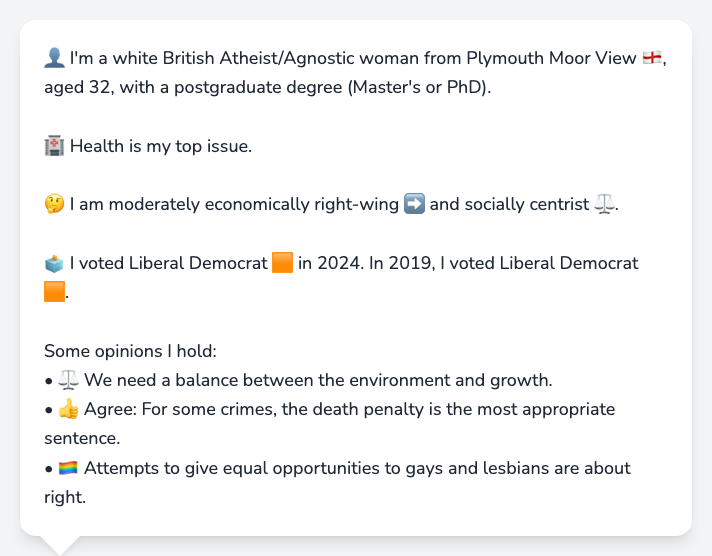 👤 I'm a white British Atheist/Agnostic woman from Plymouth Moor View 🏴󠁧󠁢󠁥󠁮󠁧󠁿,
aged 32, with a postgraduate degree (Master's or PhD).
🏥 Health is my top issue.
🤔 I am moderately economically right-wing ➡️ and socially centrist ⚖️.
🗳️ I voted Liberal Democrat 🟧 in 2024. In 2019, I voted Liberal Democrat
🟧.
Some opinions I hold:
• ⚖️ We need a balance between the environment and growth.
• 👍 Agree: For some crimes, the death penalty is the most appropriate
sentence.
• 🏳️‍🌈 Attempts to give equal opportunities to gays and lesbians are about
right.